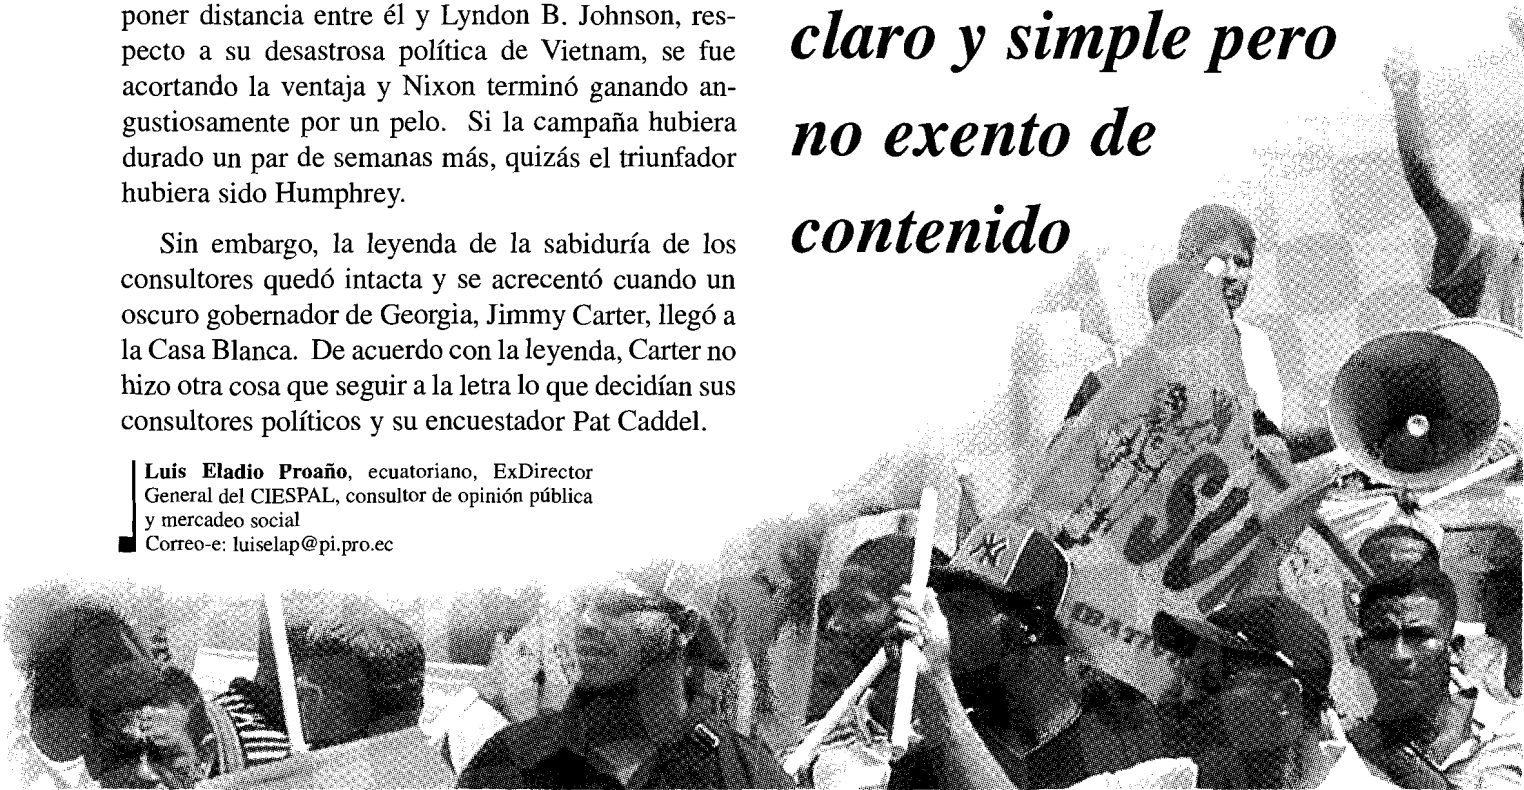 poner distancia entre él y Lyndon B. Johnson, res-
pecto a su desastrosa política de Vietnam, se fue
acortando la ventaja y Nixon terminó ganando an-
gustiosamente por un pelo. Si la campaña hubiera
durado un par de semanas más, quizás el triunfador
hubiera sido Humphrey.
Sin embargo, la leyenda de la sabiduría de los
consultores quedó intacta y se acrecentó cuando un
oscuro gobernador de Georgia, Jimmy Carter, llegó a
la Casa Blanca. De acuerdo con la leyenda, Carter no
hizo otra cosa que seguir a la letra lo que decidían sus
consultores políticos y su encuestador Pat Caddel.
Luis Eladio Proaño, ecuatoriano, ExDirector
General del CIESPAL, consultor de opinión pública
y mercadeo social
Correo-e: luiselap@pi.pro.ec
claro y simple pero
no exento de
contenido
SU
NY